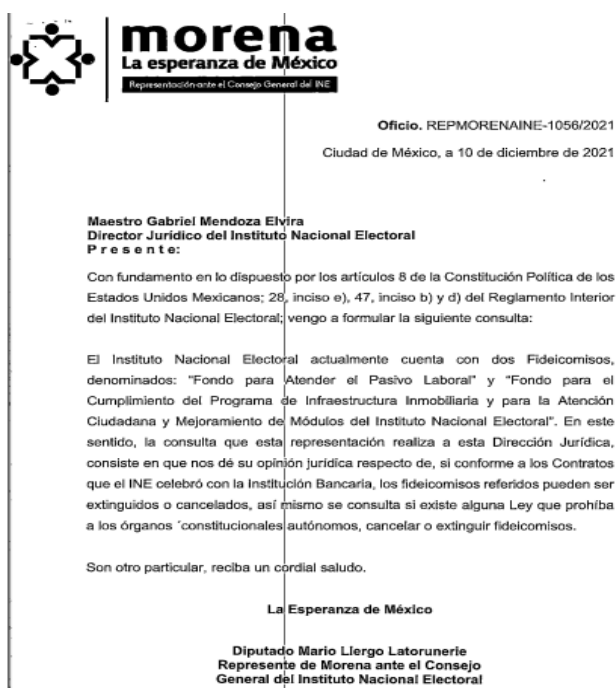 morena
La esperanza de México
Representación ante el Consejo General del INE
Oficio. REPMORENAINE-1056/2021
Ciudad de México, a 10 de diciembre de 2021
Maestro Gabriel Mendoza Elvira
Director Jurídico del Instituto Nacional Electoral
P r e s e n t e:
Con fundamento en lo dispuesto por los artículos 8 de la Constitución Política de los
Estados Unidos Mexicanos; 28, inciso e), 47, inciso b) y d) del Reglamento Interior
del Instituto Nacional Electoral; vengo a formular la siguiente consulta:
El Instituto Nacional Electoral actualmente cuenta con dos Fideicomisos,
denominados: "Fondo para Atender el Pasivo Laboral" y "Fondo para el
Cumplimiento del Programa de Infraestructura Inmobiliaria y para la Atención
Ciudadana y Mejoramiento de Módulos del Instituto Nacional Electoral". En este
sentido, la consulta que esta representación realiza a esta Dirección Jurídica,
consiste en que nos dé su opinión jurídica respecto de, si conforme a los Contratos
que el INE celebró con la Institución Bancaria, los fideicomisos referidos pueden ser
extinguidos o cancelados, así mismo se consulta si existe alguna Ley que prohíba
a los órganos ´constitucionales autónomos, cancelar o extinguir fideicomisos.
Son otro particular, reciba un cordial saludo.
La Esperanza de México
Diputado Mario Llergo Latorunerie
Represente de Morena ante el Consejo
General del Instituto Nacional Electoral